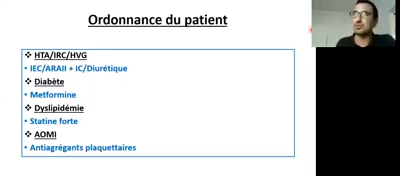 Ordonnance du patient
❖ HTA/IRC/HVG
• IEC/ARAII + IC/Diurétique
❖ Diabète
• Metformine
❖ Dyslipidémie
• Statine forte
❖ AOMI
• Antiagrégants plaquettaires